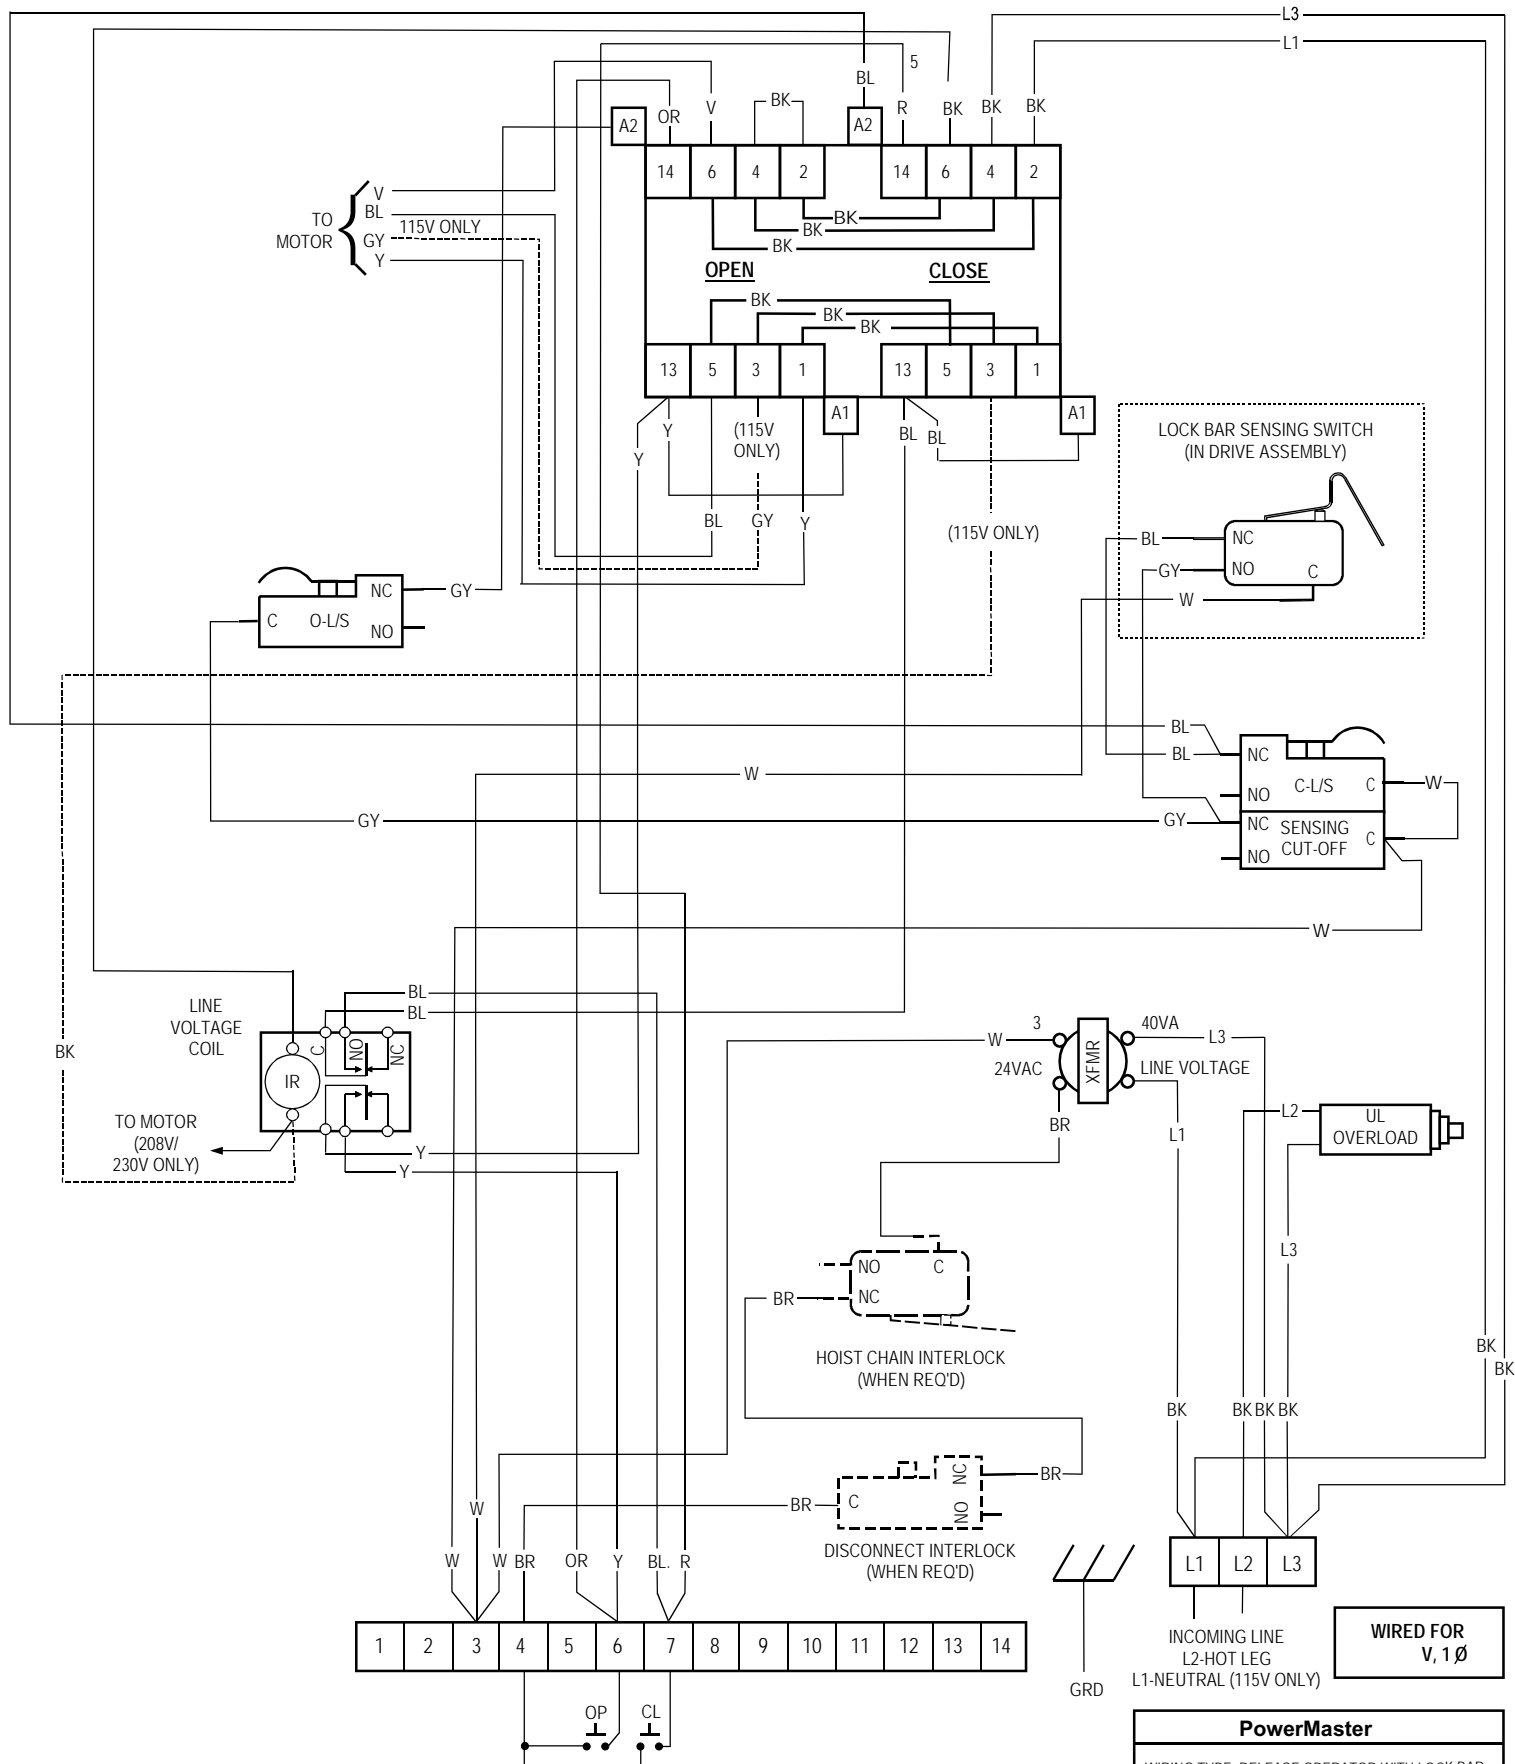 L3
L1
5
BL
BK
OR
V
R
BK
BK
BK
A2
A2
14
6
4
2
14
6
4
2
V
BL
TO
MOTOR
115V ONLY
GY
Y
BK
BK
BK
OPEN
CLOSE
BK
BK
BK
13
5
3
1
13
5
3
1
A1
A1
Y
Y
(115V
ONLY)
BL
BL
LOCK BAR SENSING SWITCH
(IN DRIVE ASSEMBLY)
BL
GY
Y
(115V ONLY)
BL
NC
GY
NO
C
W
NC
GY
C
O-L/S
NO
BL
BL
NC
W
C-L/S
C
W
NO
GY
GY
NC
SENSING
CUT-OFF
C
NO
W
LINE
VOLTAGE
COIL
BL
BL
C
NO
NC
BK
IR
3
40VA
W
XFMR
L3
24VAC
LINE VOLTAGE
TO MOTOR
(208V/
230V ONLY)
BR
L1
L2
UL
OVERLOAD
Y
Y
L3
NO
C
BR
NC
HOIST CHAIN INTERLOCK
(WHEN REQ'D)
BK
BK
BK
BK
BK
BK
NC
BR
BR
C
NO
W
DISCONNECT INTERLOCK
(WHEN REQ'D)
W
W
BR
OR
Y
BL.
R
L1
L2
L3
1
2
3
4
5
6
7
8
9
10
11
12
13
14
INCOMING LINE
L2-HOT LEG
L1-NEUTRAL (115V ONLY)
WIRED FOR
V, 1 Ø
GRD
OP
CL
PowerMaster
WIRING TYPE: RELEASE OPERATOR WITH LOCK BAR